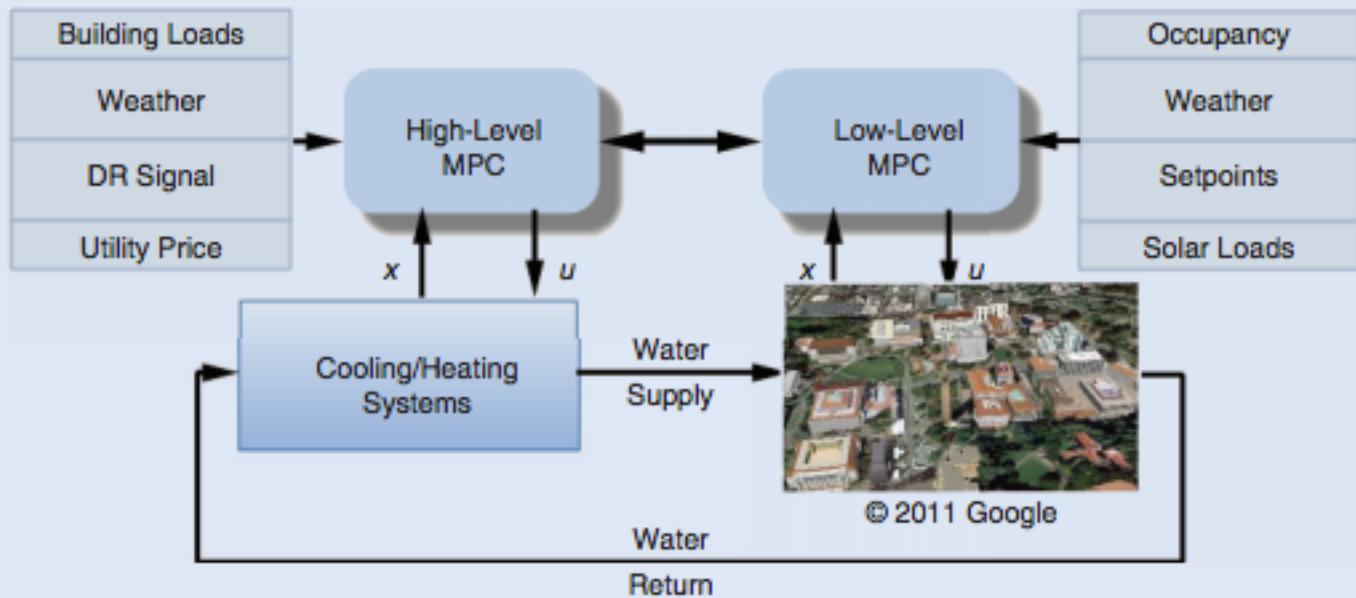 Building Loads
Weather
DR Signal
Utility Price
High-Level
MPC
Low-Level
MPC
Occupancy
Weather
Setpoints
Solar Loads
x
u
x
u
Cooling/Heating
Systems
Water
Supply
© 2011 Google
Water
Return